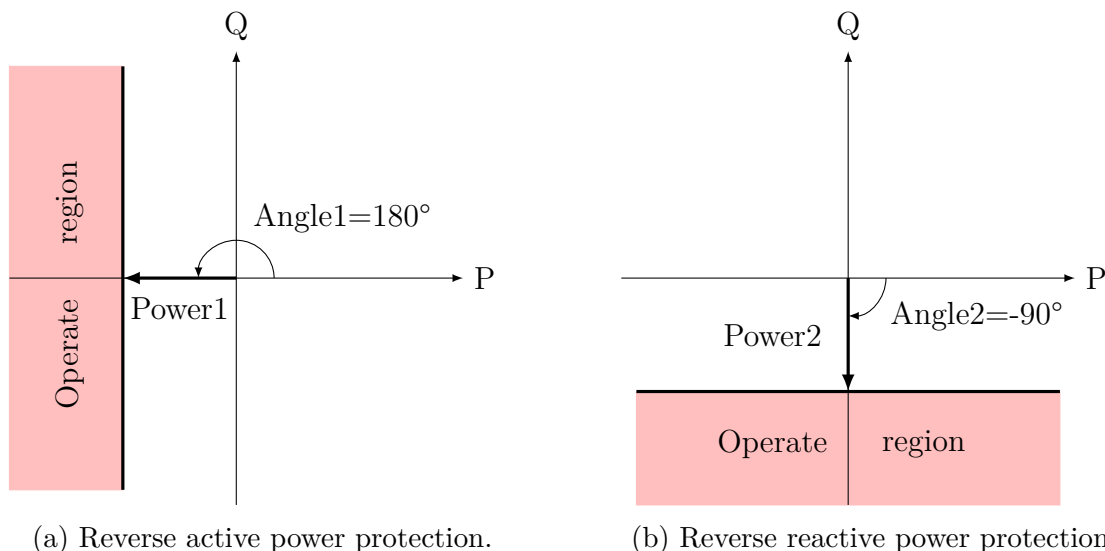 Q
region
Angle1=180°
P
Power1
Operate
(a) Reverse active power protection.
Q
P
Angle2=-90°
Power2
Operate region
(b) Reverse reactive power protection